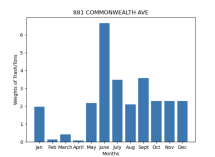 881 COMMONWEALTH AVE
Weights of Trash/Tons
6
5
4
3
2
1
0
Jan Feb March April May June July Aug Sept Oct Nov Dec
Months